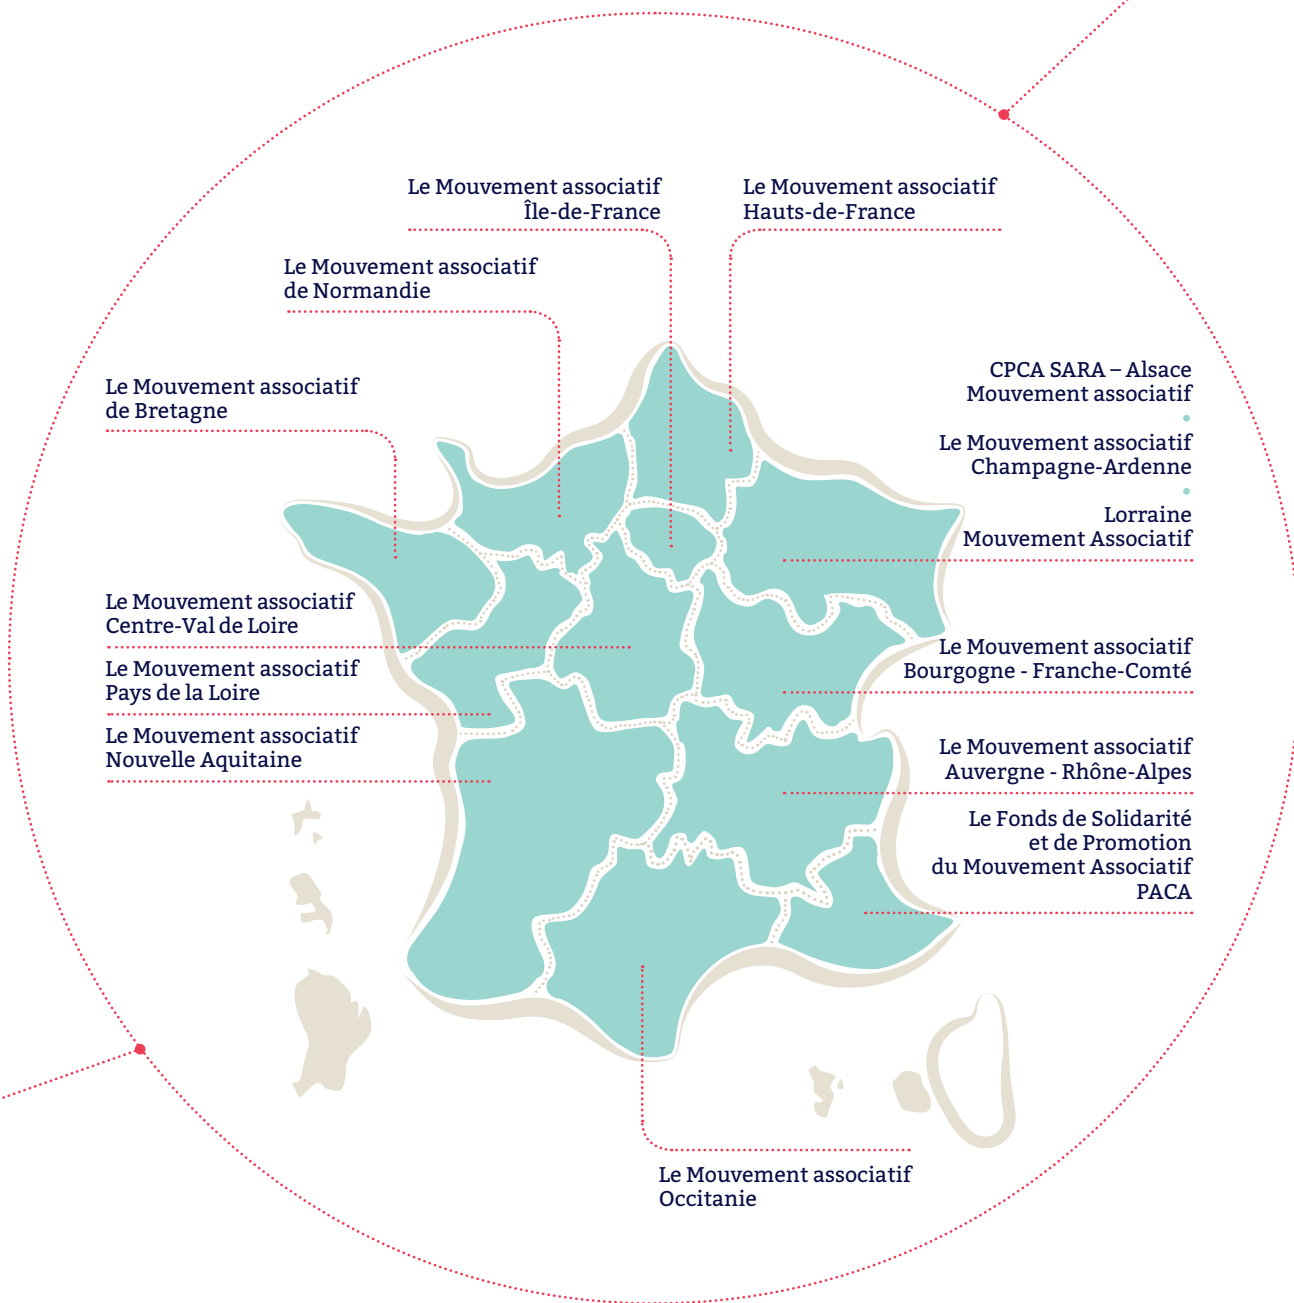 Le Mouvement associatif
Île-de-France
Le Mouvement associatif
Hauts-de-France
Le Mouvement associatif
de Normandie
Le Mouvement associatif
de Bretagne
CPCA SARA – Alsace
Mouvement associatif
Le Mouvement associatif
Champagne-Ardenne
Lorraine
Mouvement Associatif
Le Mouvement associatif
Centre-Val de Loire
Le Mouvement associatif
Pays de la Loire
Le Mouvement associatif
Nouvelle Aquitaine
Le Mouvement associatif
Bourgogne - Franche-Comté
Le Mouvement associatif
Auvergne - Rhône-Alpes
Le Fonds de Solidarité
et de Promotion
du Mouvement Associatif
PACA
Le Mouvement associatif
Occitanie